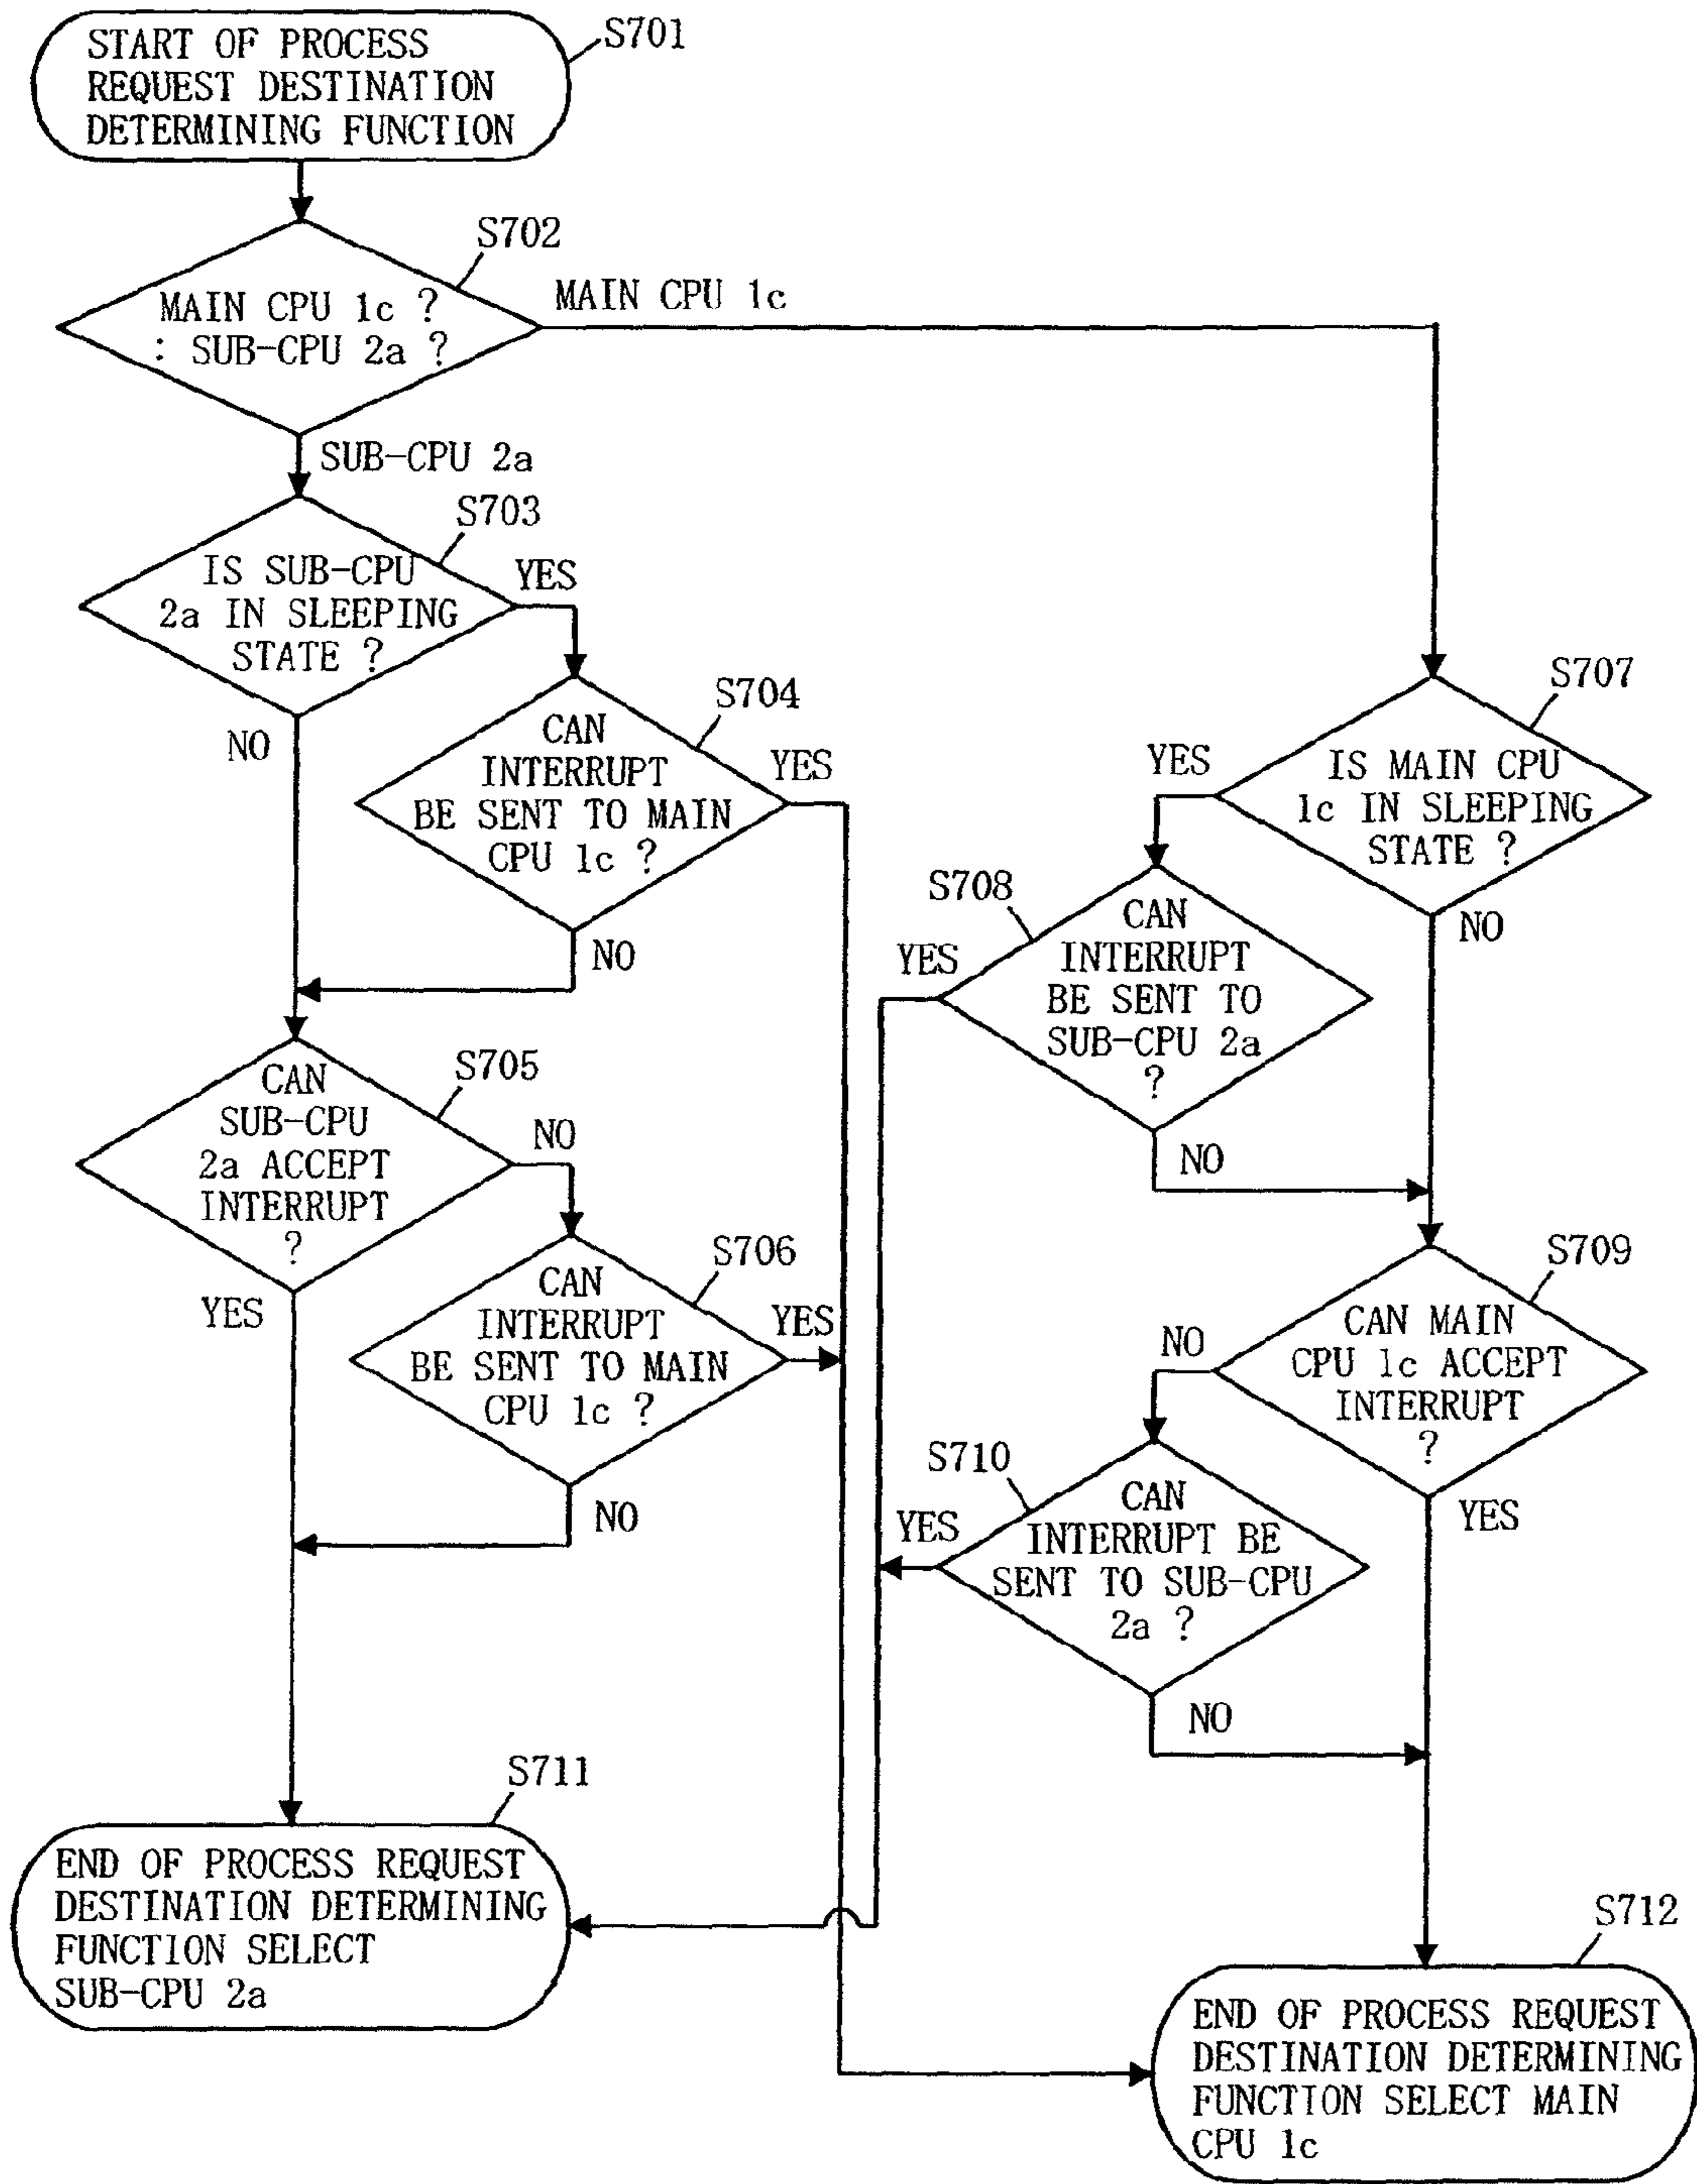 START OF PROCESS
REQUEST DESTINATION
DETERMINING FUNCTION
S701
S702
MAIN CPU 1c ?
: SUB-CPU 2a ?
MAIN CPU 1c
SUB-CPU 2a
S703
IS SUB-CPU
2a IN SLEEPING
STATE ?
YES
NO
S704
CAN
INTERRUPT
BE SENT TO MAIN
CPU 1c ?
YES
NO
S705
CAN
SUB-CPU
2a ACCEPT
INTERRUPT
?
NO
YES
S706
CAN
INTERRUPT
BE SENT TO MAIN
CPU 1c ?
YES
NO
S707
IS MAIN CPU
1c IN SLEEPING
STATE ?
YES
NO
S708
CAN
INTERRUPT
BE SENT TO
SUB-CPU 2a
?
YES
NO
S709
CAN MAIN
CPU 1c ACCEPT
INTERRUPT
?
NO
YES
S710
CAN
INTERRUPT BE
SENT TO SUB-CPU
2a ?
YES
NO
S711
END OF PROCESS REQUEST
DESTINATION DETERMINING
FUNCTION SELECT
SUB-CPU 2a
S712
END OF PROCESS REQUEST
DESTINATION DETERMINING
FUNCTION SELECT MAIN
CPU 1c